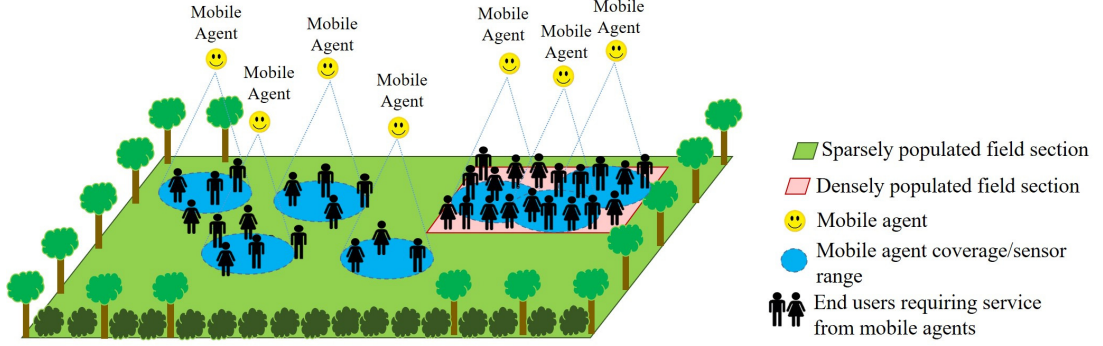 Mobile
Agent
Mobile
Agent
Mobile
Agent
Mobile
Agent
Mobile
Agent
Mobile
Agent
Mobile
Agent
Sparsely populated field section
Densely populated field section
Mobile agent
Mobile agent coverage/sensor
range
End users requiring service
from mobile agents